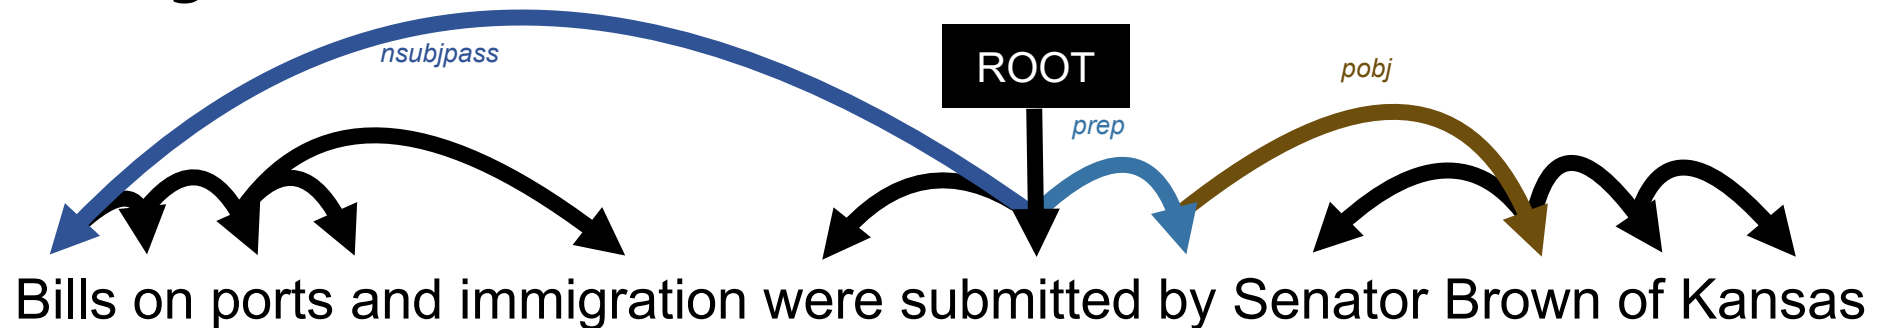 nsubjpass
ROOT
pobj
prep
Bills on ports and immigration were submitted by Senator Brown of Kansas